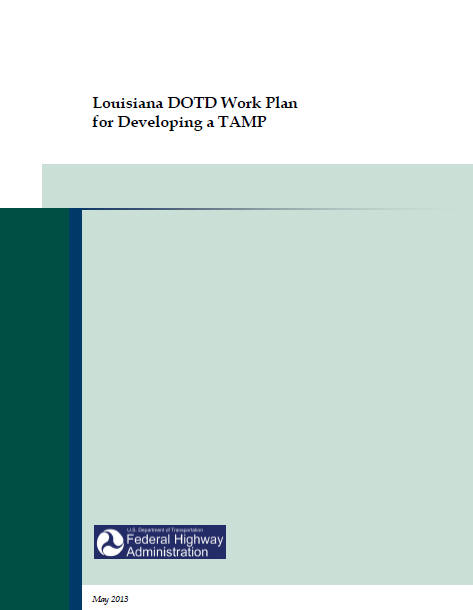 Louisiana DOTD Work Plan
for Developing a TAMP
U.S. Department of Transportation
Federal Highway
Administration
May 2013